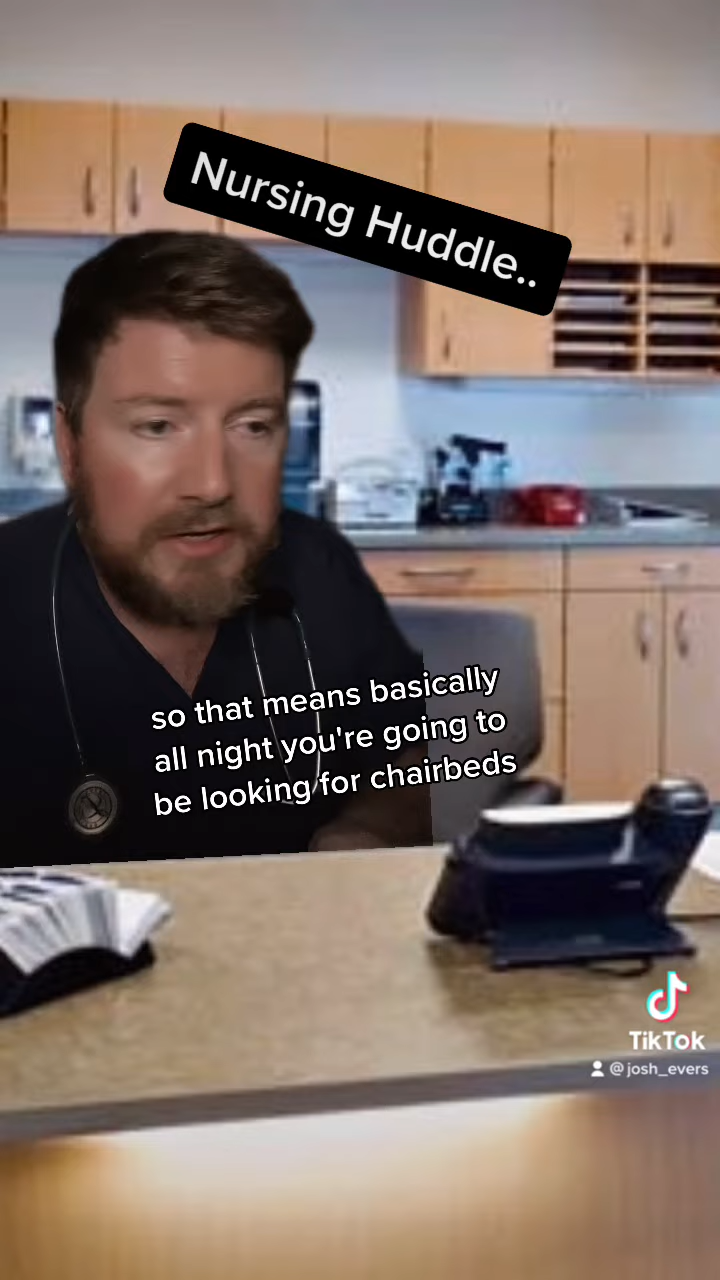 Nursing Huddle..
so that means basically
all night you're going to
be looking for chairbeds
TikTok
@josh_evers